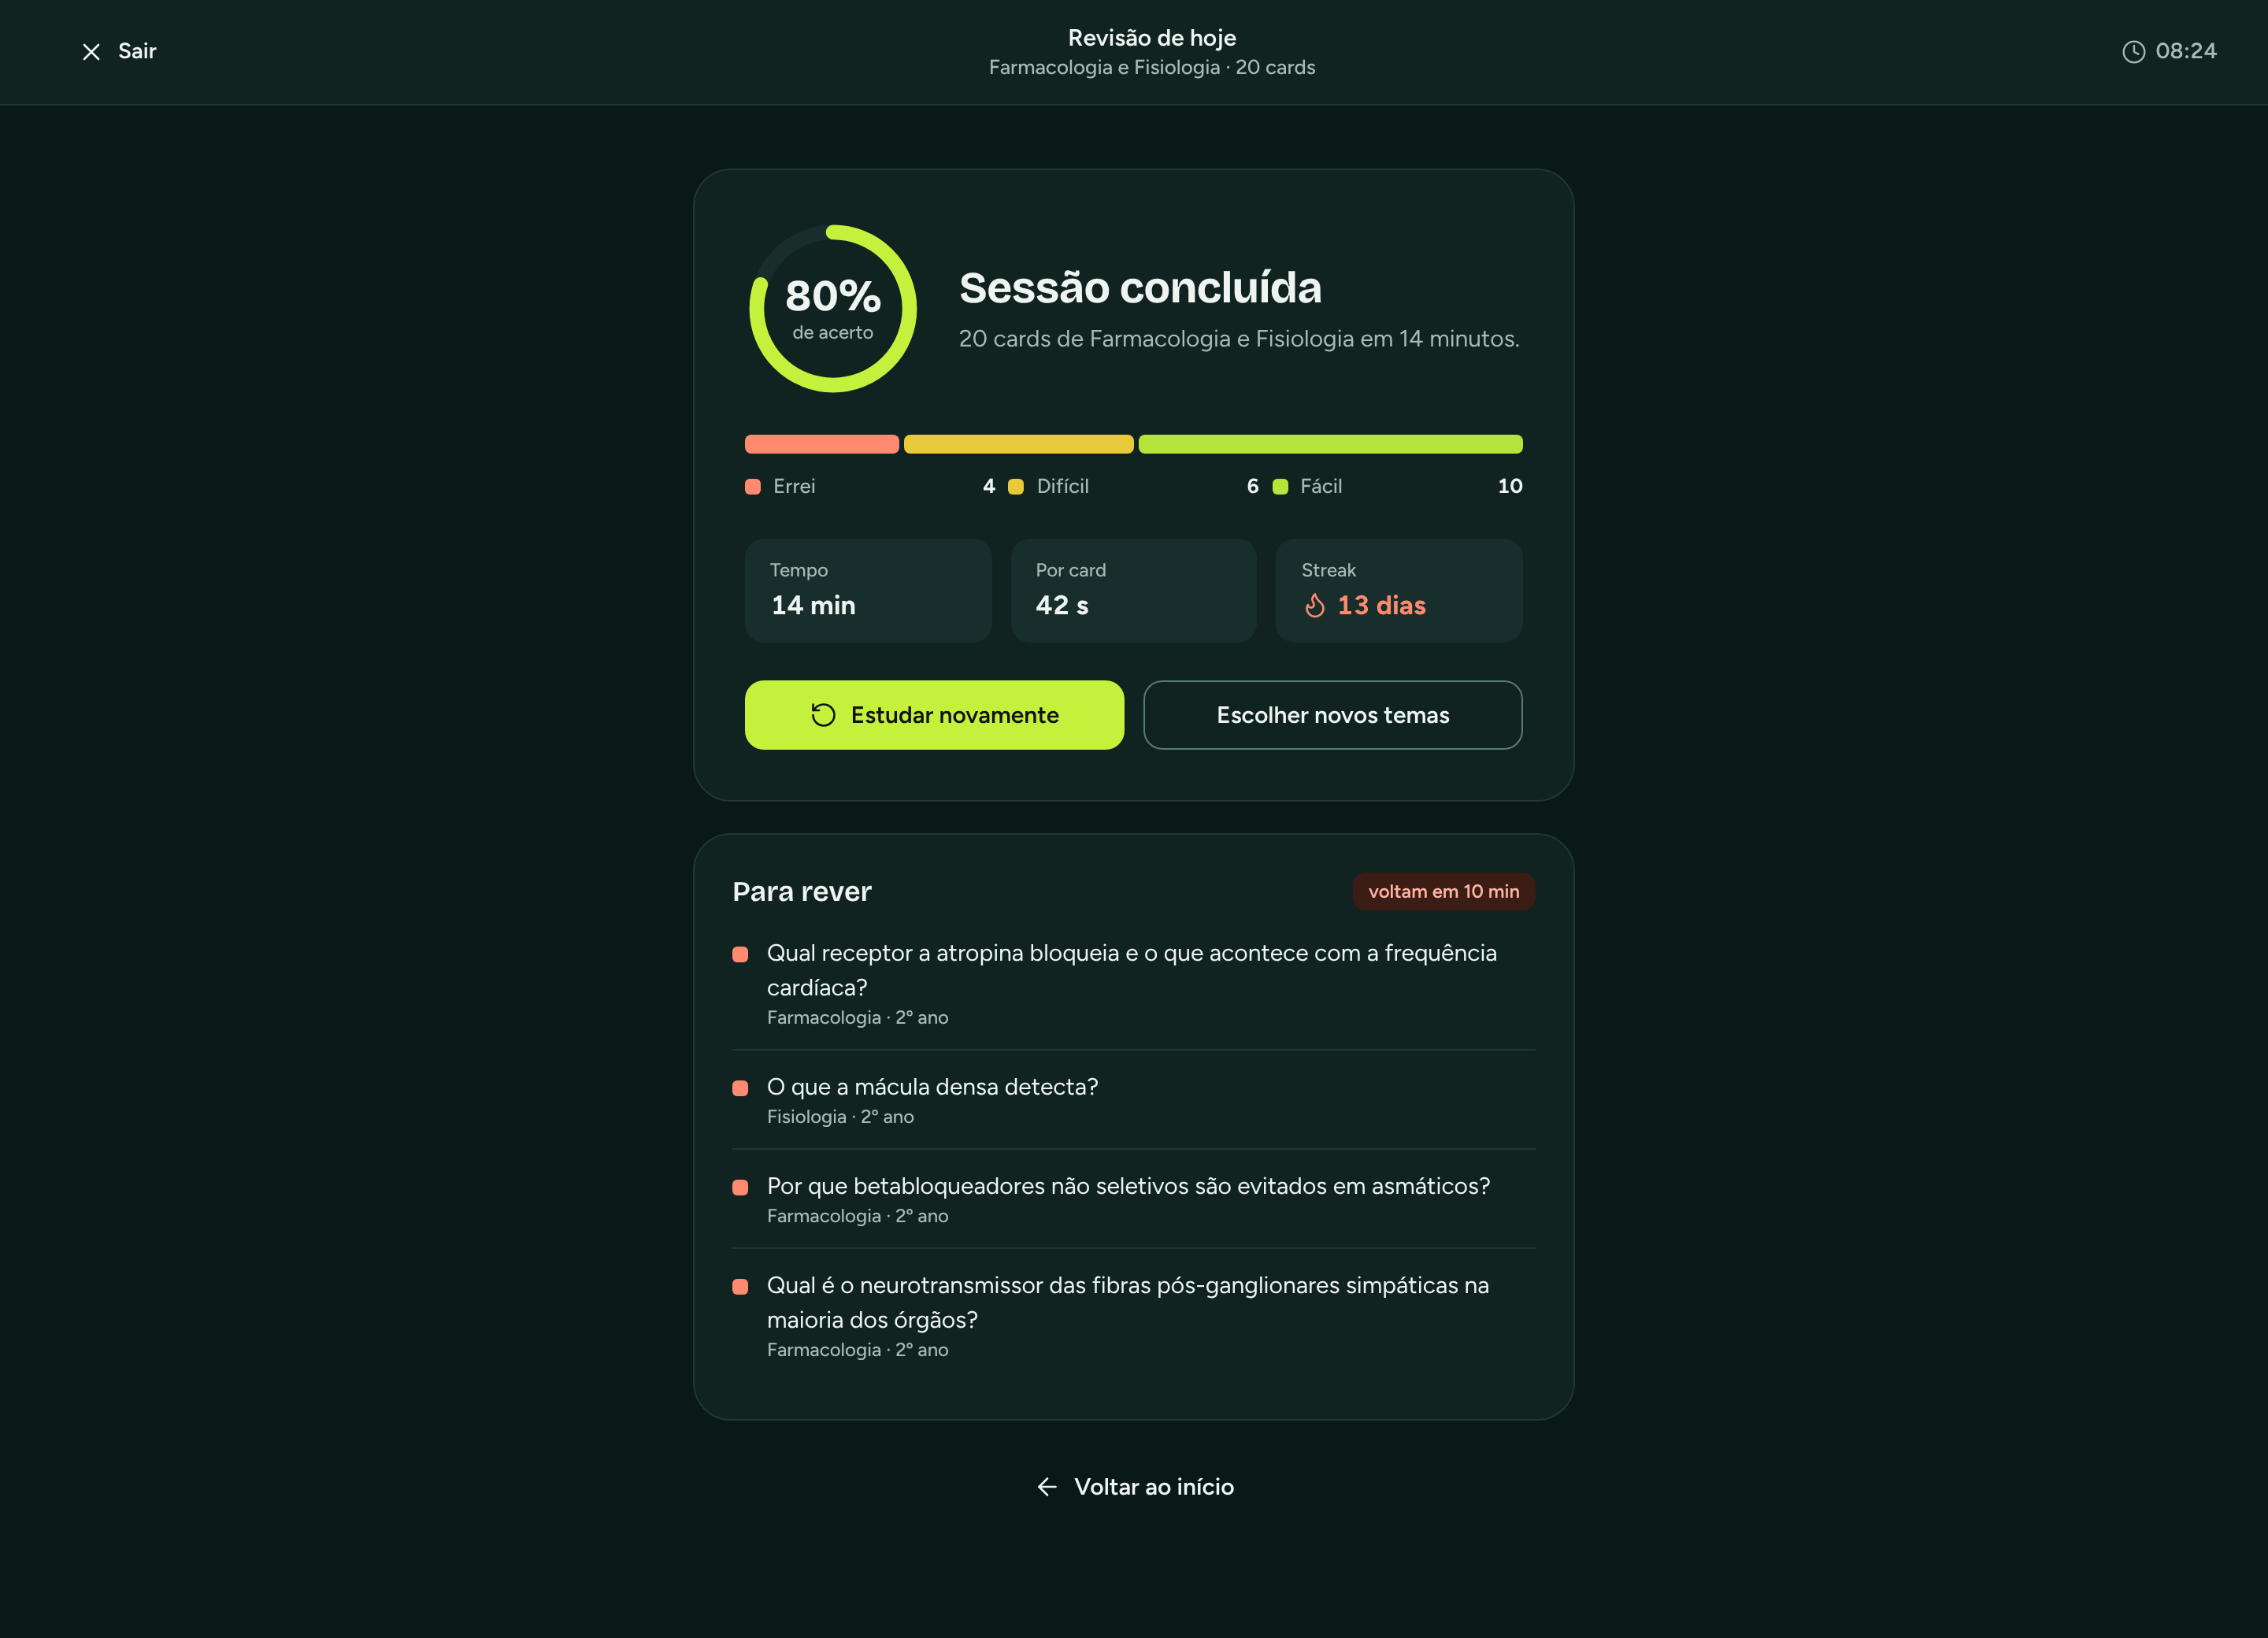 Sair
Revisão de hoje
Farmacologia e Fisiologia · 20 cards
08:24
80%
de acerto
Sessão concluída
20 cards de Farmacologia e Fisiologia em 14 minutos.
Errei 4
Difícil 6
Fácil 10
Tempo
14 min
Por card
42 s
Streak
13 dias
Estudar novamente
Escolher novos temas
Para rever
voltam em 10 min
Qual receptor a atropina bloqueia e o que acontece com a frequência
cardíaca?
Farmacologia · 2º ano
O que a mácula densa detecta?
Fisiologia · 2º ano
Por que betabloqueadores não seletivos são evitados em asmáticos?
Farmacologia · 2º ano
Qual é o neurotransmissor das fibras pós-ganglionares simpáticas na
maioria dos órgãos?
Farmacologia · 2º ano
Voltar ao início